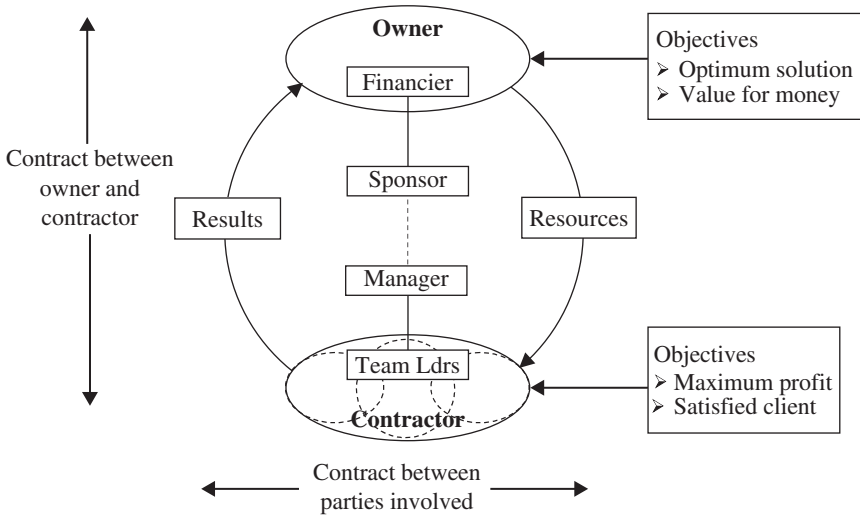 Owner
Financier
Objectives
➢ Optimum solution
➢ Value for money
Contract between
owner and
contractor
Sponsor
Results
Resources
Manager
Team Ldrs
Contractor
Objectives
➢ Maximum profit
➢ Satisfied client
Contract between
parties involved